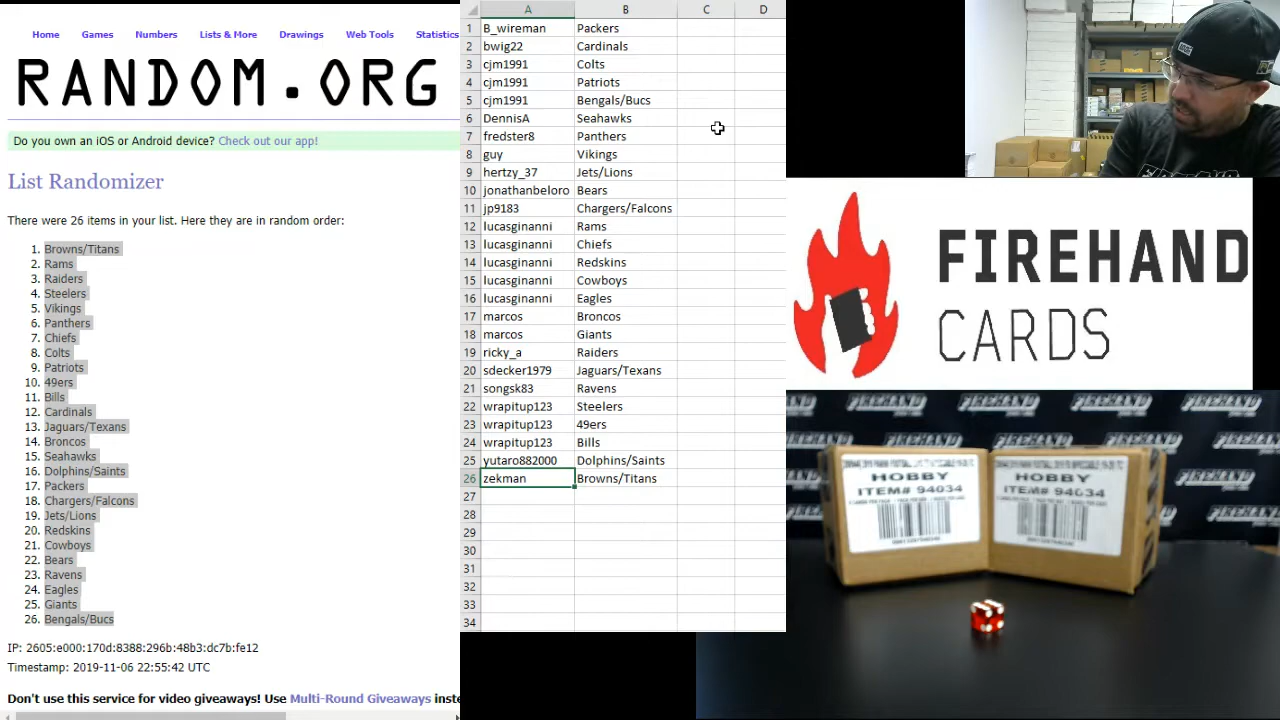 Home Games Numbers Lists & More Drawings Web Tools Statistics
RANDOM.ORG
Do you own an iOS or Android device? Check out our app!
List Randomizer
There were 26 items in your list. Here they are in random order:
1. Browns/Titans
2. Rams
3. Raiders
4. Steelers
5. Vikings
6. Panthers
7. Chiefs
8. Colts
9. Patriots
10. 49ers
11. Bills
12. Cardinals
13. Jaguars/Texans
14. Broncos
15. Seahawks
16. Dolphins/Saints
17. Packers
18. Chargers/Falcons
19. Jets/Lions
20. Redskins
21. Cowboys
22. Bears
23. Ravens
24. Eagles
25. Giants
26. Bengals/Bucs
IP: 2605:e000:170d:8388:296b:48b3:dc7b:fe12
Timestamp: 2019-11-06 22:55:42 UTC
Don't use this service for video giveaways! Use Multi-Round Giveaways inste
A B C D
1 B_wireman Packers
2 bwig22 Cardinals
3 cjm1991 Colts
4 cjm1991 Patriots
5 cjm1991 Bengals/Bucs
6 DennisA Seahawks
7 fredster8 Panthers
8 guy Vikings
9 hertzy_37 Jets/Lions
10 jonathanbeloro Bears
11 jp9183 Chargers/Falcons
12 lucasginanni Rams
13 lucasginanni Chiefs
14 lucasginanni Redskins
15 lucasginanni Cowboys
16 lucasginanni Eagles
17 marcos Broncos
18 marcos Giants
19 ricky_a Raiders
20 sdecker1979 Jaguars/Texans
21 songsk83 Ravens
22 wrapitup123 Steelers
23 wrapitup123 49ers
24 wrapitup123 Bills
25 yutaro882000 Dolphins/Saints
26 zekman Browns/Titans
27
28
29
30
31
32
33
34
FIREHAND
CARDS
FIREHAND FIREHAND FIREHAND
HOBBY
ITEM# 94034
HOBBY
ITEM# 94034